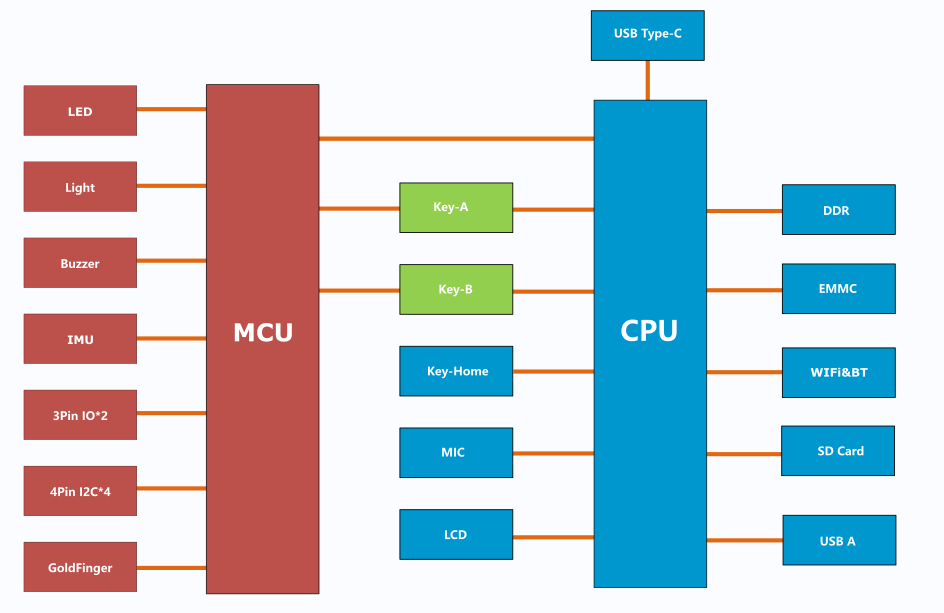 USB Type-C
LED
Light
Buzzer
IMU
3Pin IO*2
4Pin I2C*4
GoldFinger
MCU
Key-A
Key-B
Key-Home
MIC
LCD
CPU
DDR
EMMC
WIFi&BT
SD Card
USB A